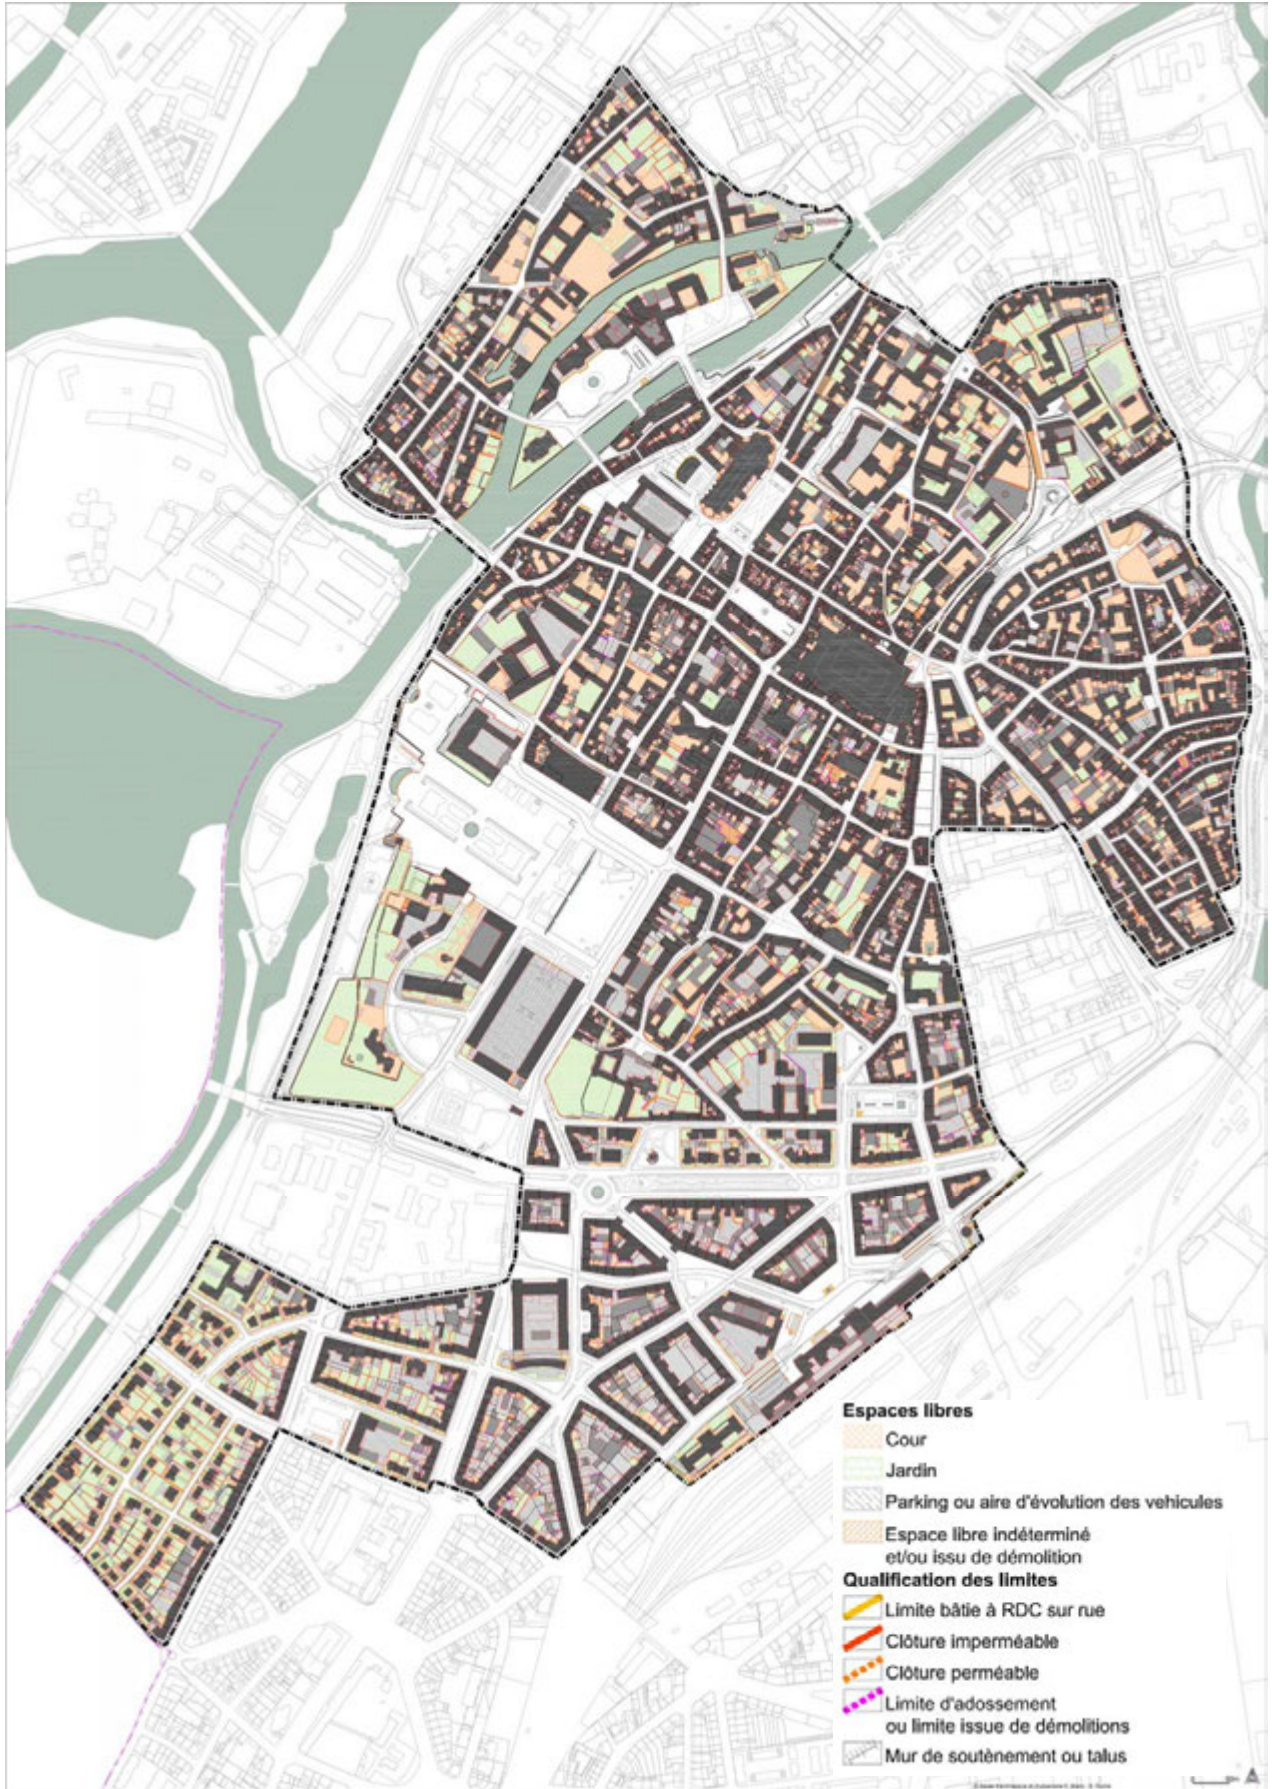 Espaces libres
Cour
Jardin
Parking ou aire d'évolution des vehicules
Espace libre indéterminé
et/ou issu de démolition
Qualification des limites
Limite bâtie à RDC sur rue
Clôture imperméable
Clôture perméable
Limite d'adossement
ou limite issue de démolitions
Mur de soutènement ou talus